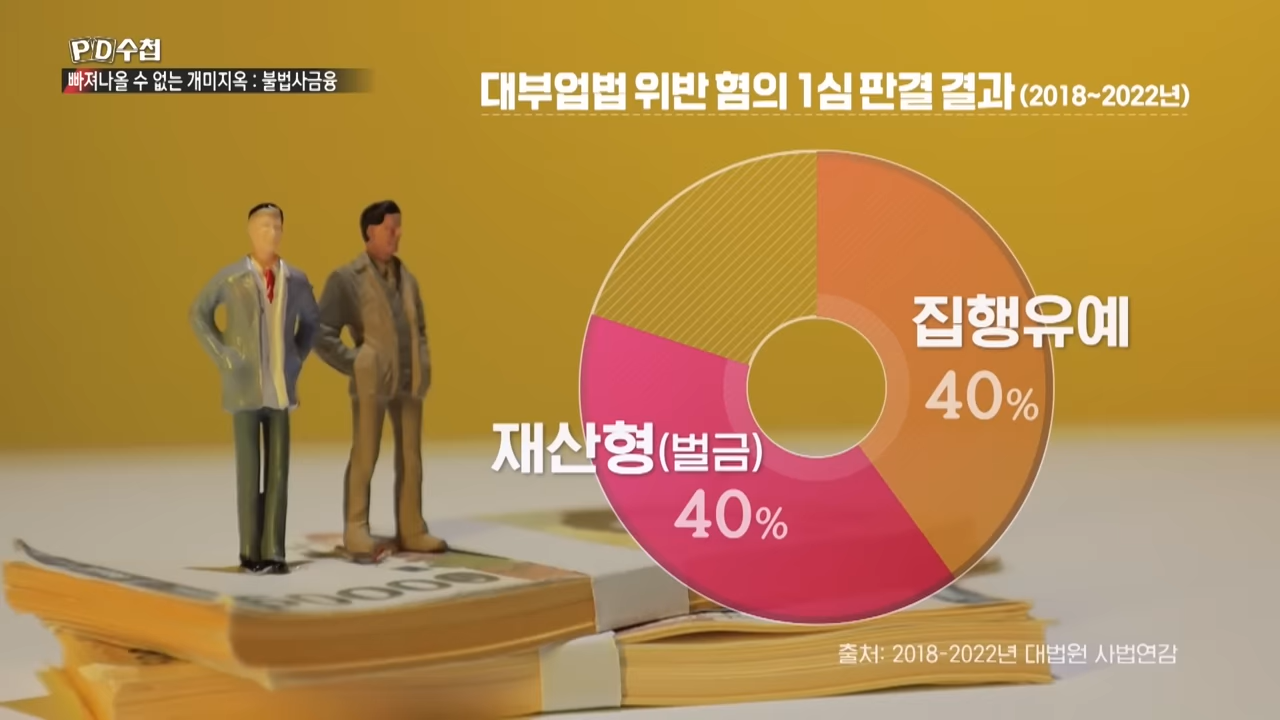 PD수첩
빠져나올 수 없는 개미지옥 : 불법사금융
대부업법 위반 혐의 1심 판결 결과 (2018~2022년)
집행유예
40%
재산형(벌금)
40%
출처: 2018-2022년 대법원 사법연감